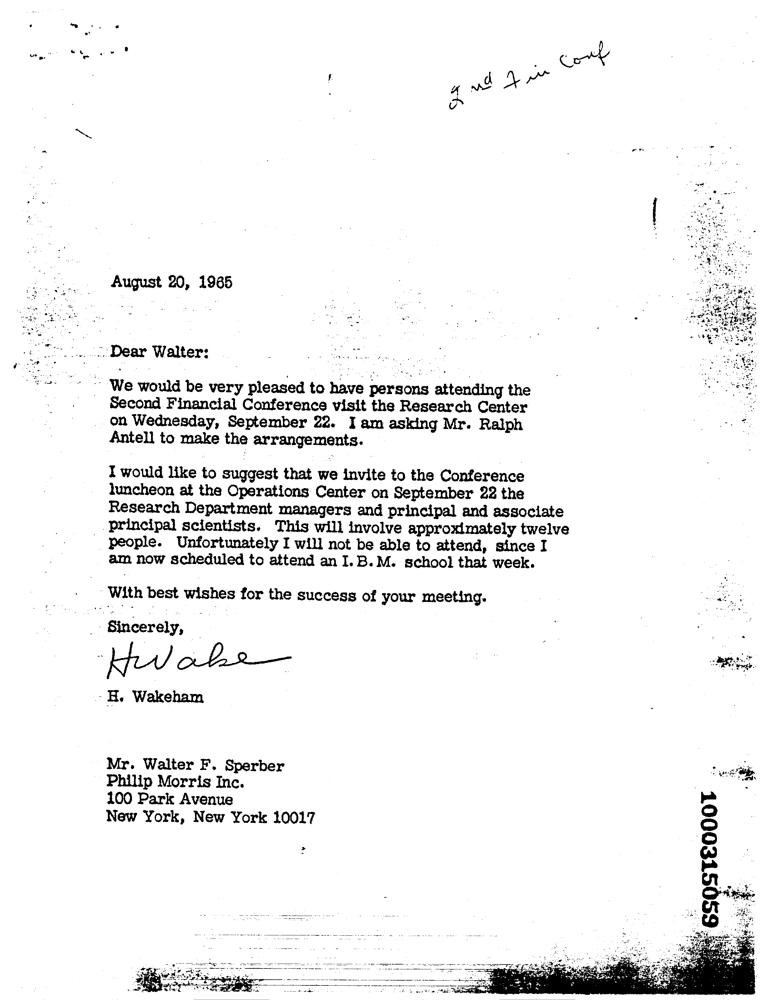 2nd Fin Conf
August 20, 1965
Dear Walter:
We would be very pleased to have persons attending the
Second Financial Conference visit the Research Center
on Wednesday, September 22. I am asking Mr. Ralph
Antell to make the arrangements.
I would like to suggest that we invite to the Conference
luncheon at the Operations Center on September 22 the
Research Department managers and principal and associate
principal scientists. This will involve approximately twelve
people. Unfortunately I will not be able to attend, since I
am now scheduled to attend an I. B. M. school that week.
With best wishes for the success of your meeting.
Sincerely,
HWake
H. Wakeham
Mr. Walter F. Sperber
Philip Morris Inc.
100 Park Avenue
New York, New York 10017
1000315059